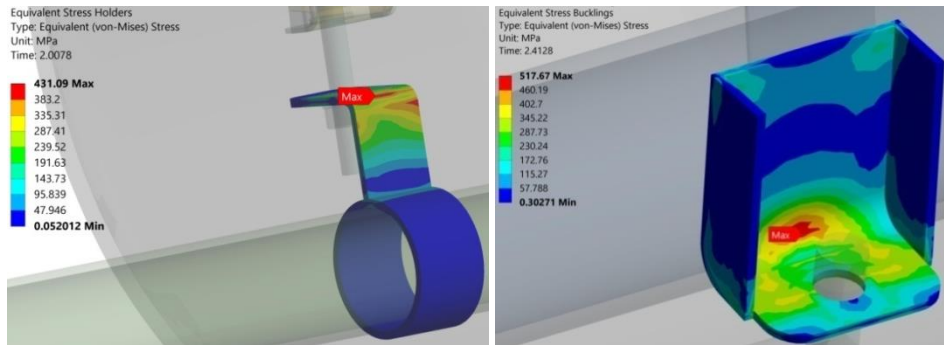 Equivalent Stress Holders
Type: Equivalent (von-Mises) Stress
Unit: MPa
Time: 2.0078
431.09 Max
383.2
335.31
287.41
239.52
191.63
143.73
95.839
47.946
0.052012 Min
Max
Equivalent Stress Bucklings
Type: Equivalent (von-Mises) Stress
Unit: MPa
Time: 2.4128
517.67 Max
460.19
402.7
345.22
287.73
230.24
172.76
115.27
57.788
0.30271 Min
Max